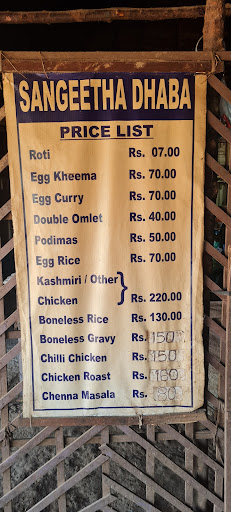 SANGEETHA DHABA
PRICE LIST
Roti Rs. 07.00
Egg Kheema Rs. 70.00
Egg Curry Rs. 70.00
Double Omlet Rs. 40.00
Podimas Rs. 50.00
Egg Rice Rs. 70.00
Kashmiri / Other
Chicken } Rs. 220.00
Boneless Rice Rs. 130.00
Boneless Gravy Rs. 150
Chilli Chicken Rs. 150
Chicken Roast Rs. 180
Chenna Masala Rs.